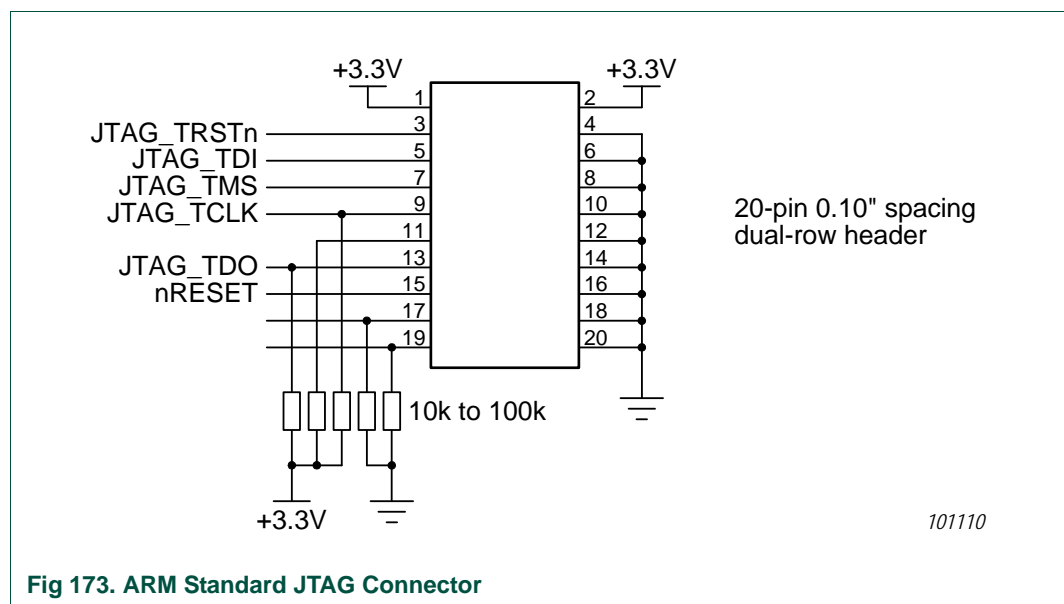 +3.3V +3.3V
1 2
JTAG_TRSTn 3 4
JTAG_TDI 5 6
JTAG_TMS 7 8
JTAG_TCLK 9 10
11 12
JTAG_TDO 13 14
nRESET 15 16
17 18
19 20
20-pin 0.10" spacing
dual-row header
10k to 100k
+3.3V
101110
Fig 173. ARM Standard JTAG Connector